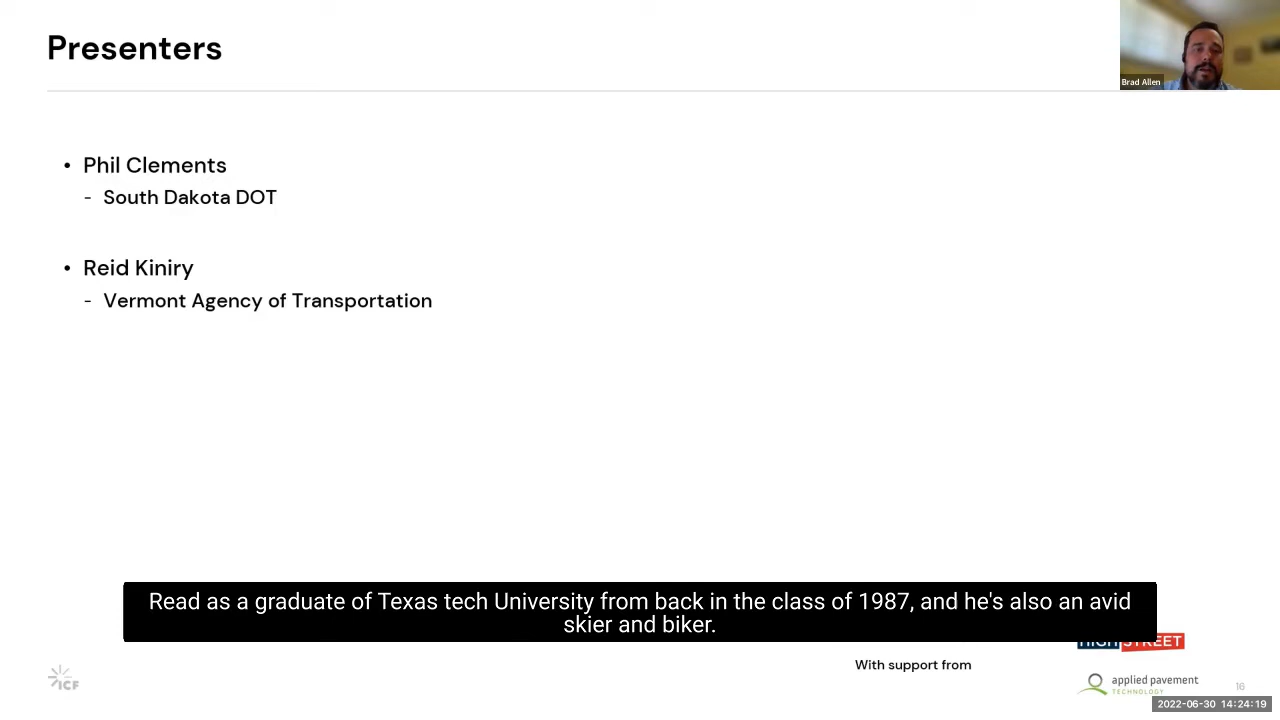 Presenters
Brad Allen
• Phil Clements
- South Dakota DOT
• Reid Kiniry
- Vermont Agency of Transportation
Read as a graduate of Texas tech University from back in the class of 1987, and he's also an avid
skier and biker.
HIGH STREET
With support from
ICF
applied pavement
TECHNOLOGY
16
2022-06-30 14:24:19